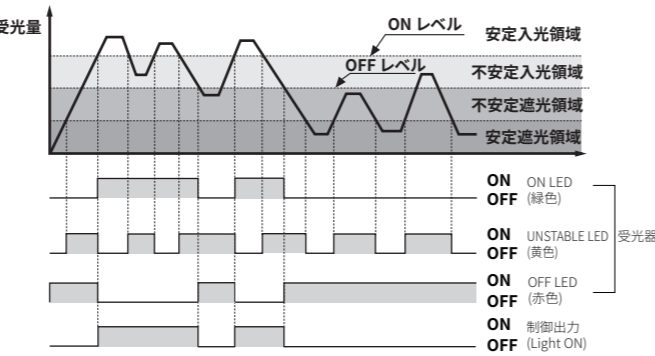 受光量
ON レベル
OFF レベル
安定入光領域
不安定入光領域
不安定遮光領域
安定遮光領域
ON
OFF
ON LED
(緑色)
ON
OFF
UNSTABLE LED
(黄色)
受光器
ON
OFF
OFF LED
(赤色)
ON
OFF
制御出力
(Light ON)